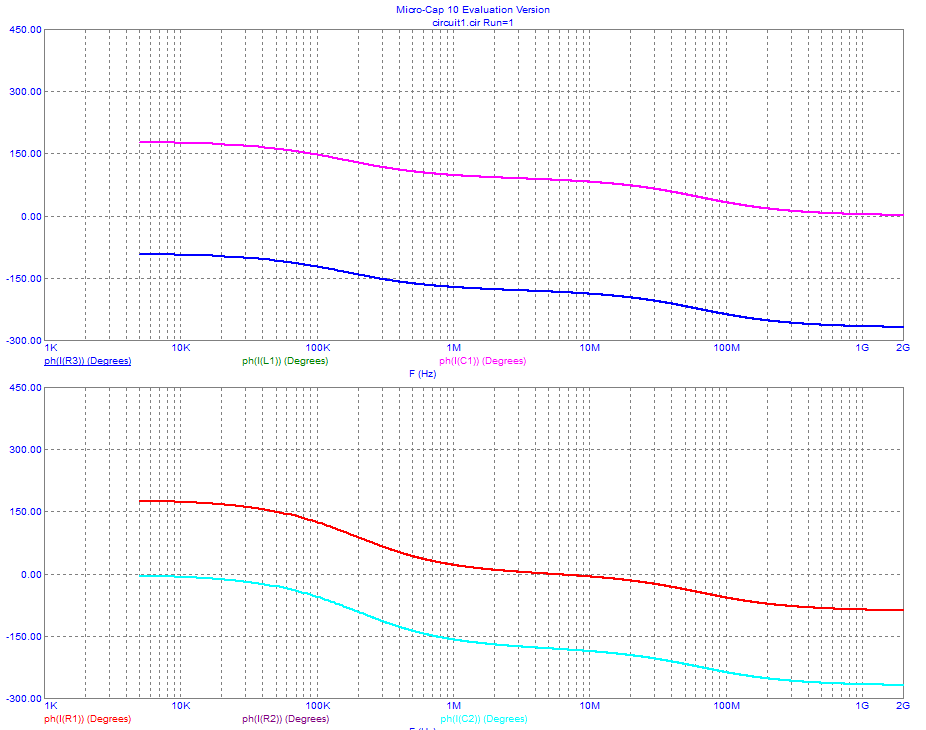 Micro-Cap 10 Evaluation Version
circuit1.cir Run=1
450.00
300.00
150.00
0.00
-150.00
-300.00
1K 10K 100K 1M 10M 100M 1G 2G
ph(I(R3)) (Degrees) ph(I(L1)) (Degrees) ph(I(C1)) (Degrees)
F (Hz)
450.00
300.00
150.00
0.00
-150.00
-300.00
1K 10K 100K 1M 10M 100M 1G 2G
ph(I(R1)) (Degrees) ph(I(R2)) (Degrees) ph(I(C2)) (Degrees)